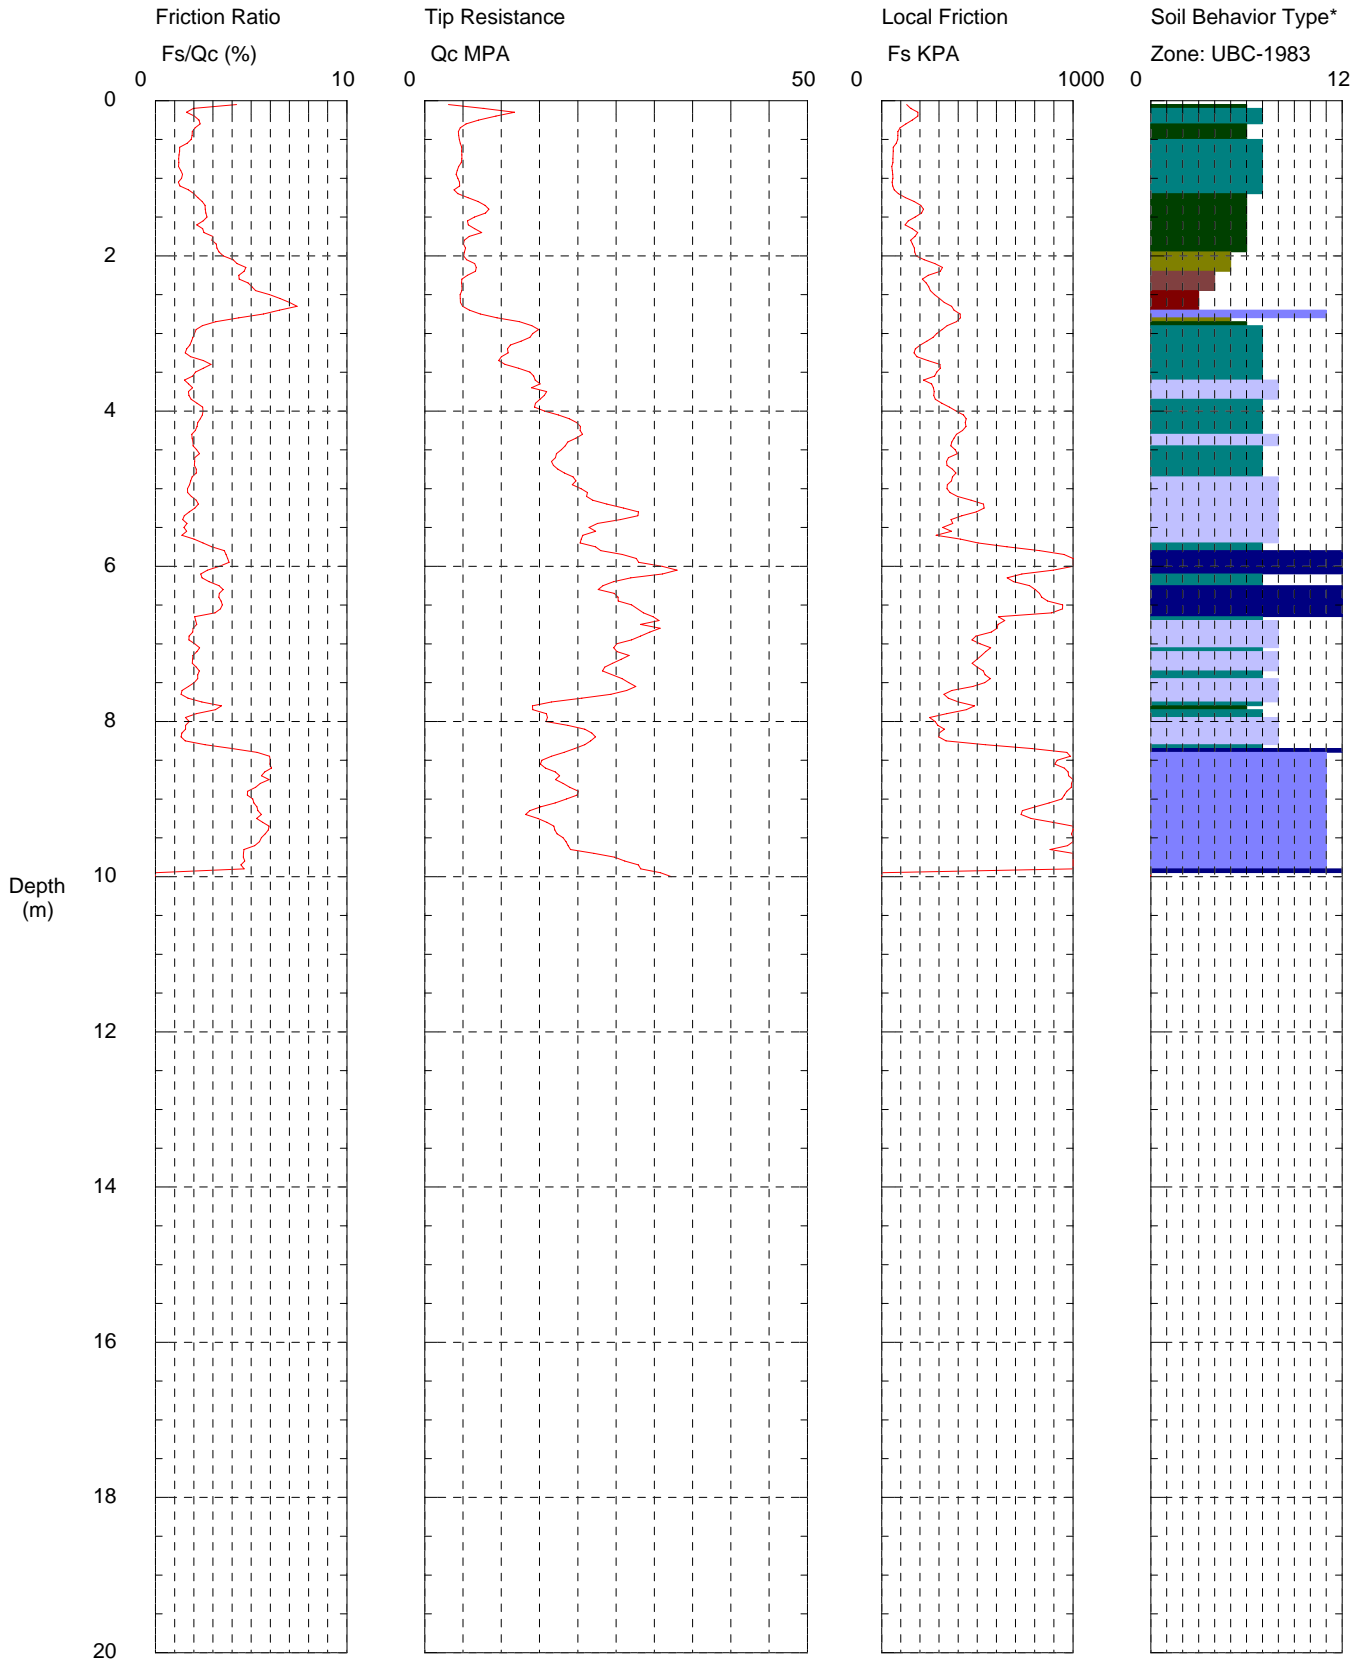 Friction Ratio Tip Resistance Local Friction Soil Behavior Type*
Fs/Qc (%) Qc MPA Fs KPA Zone: UBC-1983
0 10 0 50 0 1000 0 12
0
2
4
6
8
10
Depth
(m)
12
14
16
18
20